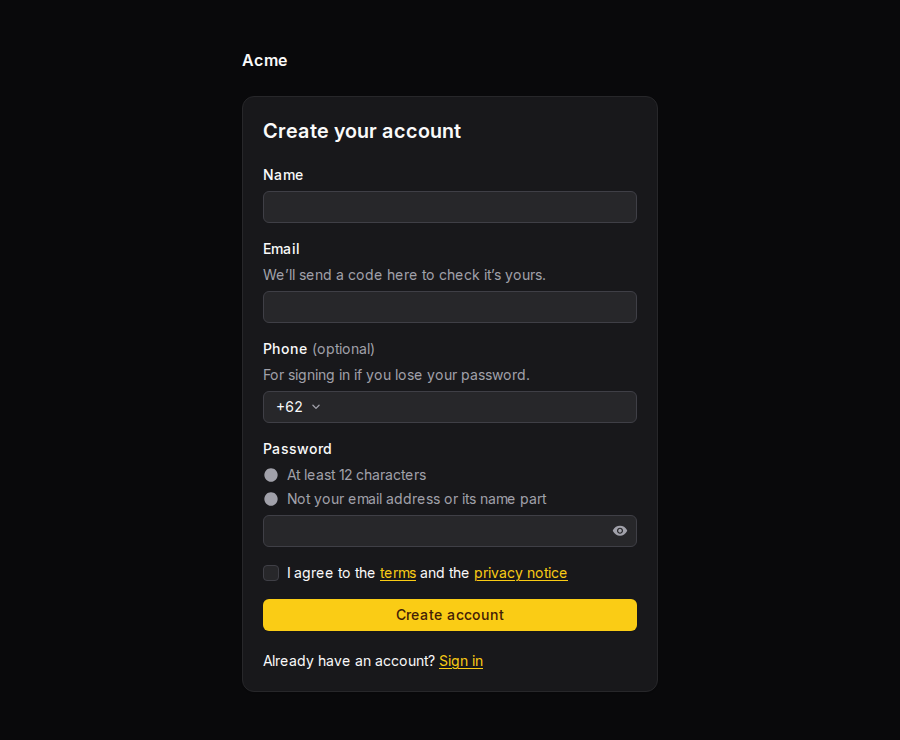 Acme
Create your account
Name
Email
We’ll send a code here to check it’s yours.
Phone (optional)
For signing in if you lose your password.
+62
Password
At least 12 characters
Not your email address or its name part
I agree to the terms and the privacy notice
Create account
Already have an account? Sign in